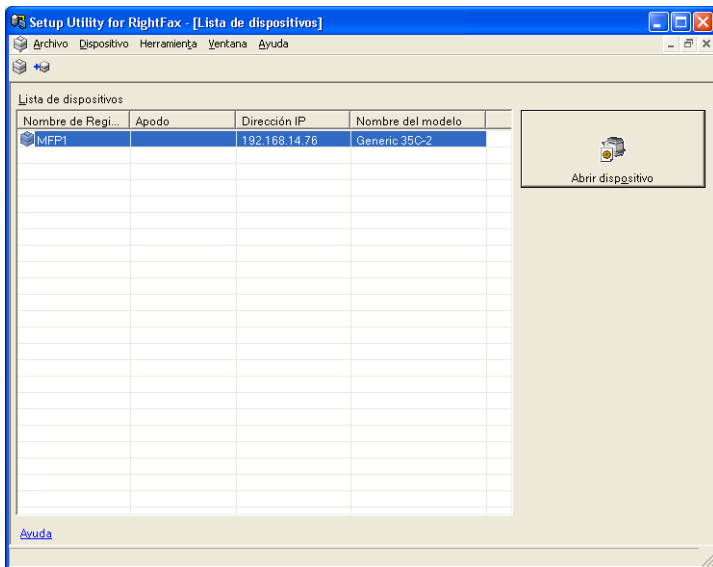 Setup Utility for RightFax - [Lista de dispositivos]
Archivo Dispositivo Herramienta Ventana Ayuda
Lista de dispositivos
Nombre de Regi... Apodo Dirección IP Nombre del modelo
MFP1 192.168.14.76 Generic 35C-2
Abrir dispositivo
Ayuda